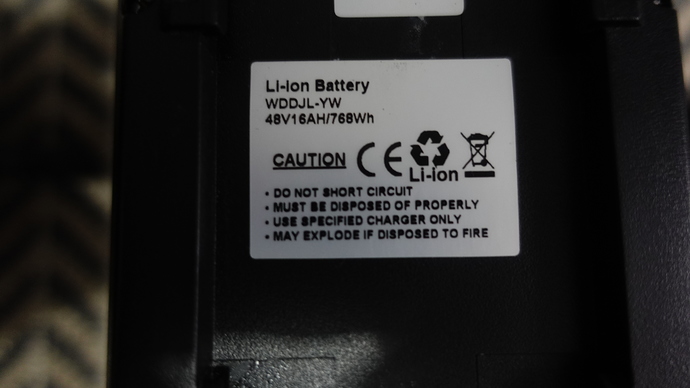 Li-Ion Battery
WDDJL-YW
48V16AH/768Wh
CAUTION CE
Li-ion
• DO NOT SHORT CIRCUIT
• MUST BE DISPOSED OF PROPERLY
• USE SPECIFIED CHARGER ONLY
• MAY EXPLODE IF DISPOSED TO FIRE